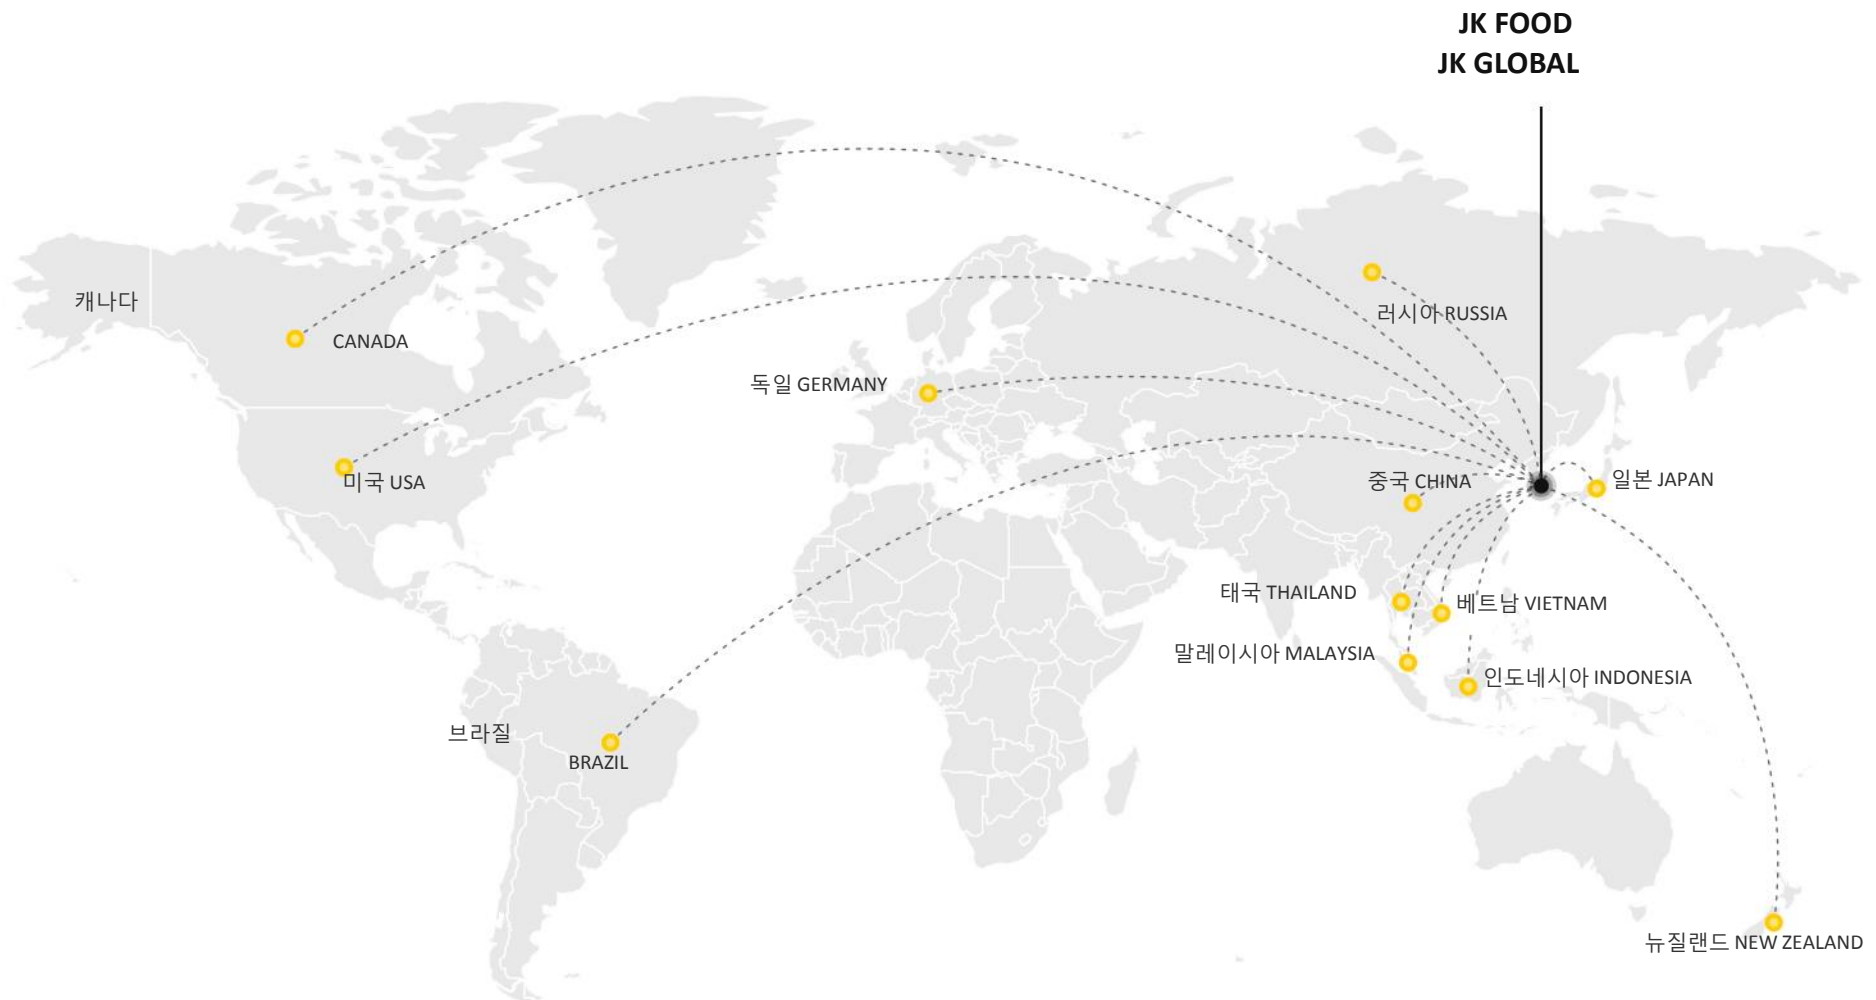 JK FOOD
JK GLOBAL
캐나다
CANADA
러시아 RUSSIA
독일 GERMANY
미국 USA
중국 CHINA
일본 JAPAN
태국 THAILAND
베트남 VIETNAM
말레이시아 MALAYSIA
인도네시아 INDONESIA
브라질
BRAZIL
뉴질랜드 NEW ZEALAND